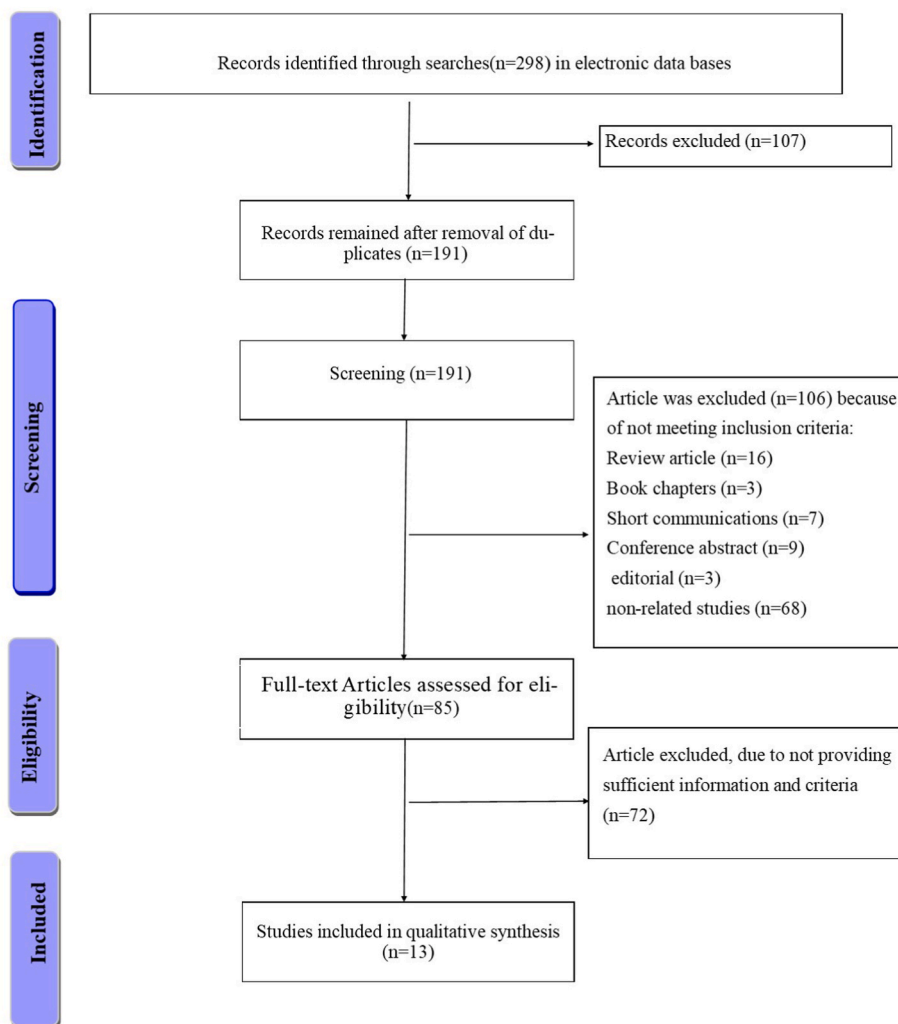 Identification
Records identified through searches(n=298) in electronic data bases
Records excluded (n=107)
Records remained after removal of du-
plicates (n=191)
Screening
Screening (n=191)
Article was excluded (n=106) because
of not meeting inclusion criteria:
Review article (n=16)
Book chapters (n=3)
Short communications (n=7)
Conference abstract (n=9)
editorial (n=3)
non-related studies (n=68)
Eligibility
Full-text Articles assessed for eli-
gibility(n=85)
Article excluded, due to not providing
sufficient information and criteria
(n=72)
Included
Studies included in qualitative synthesis
(n=13)